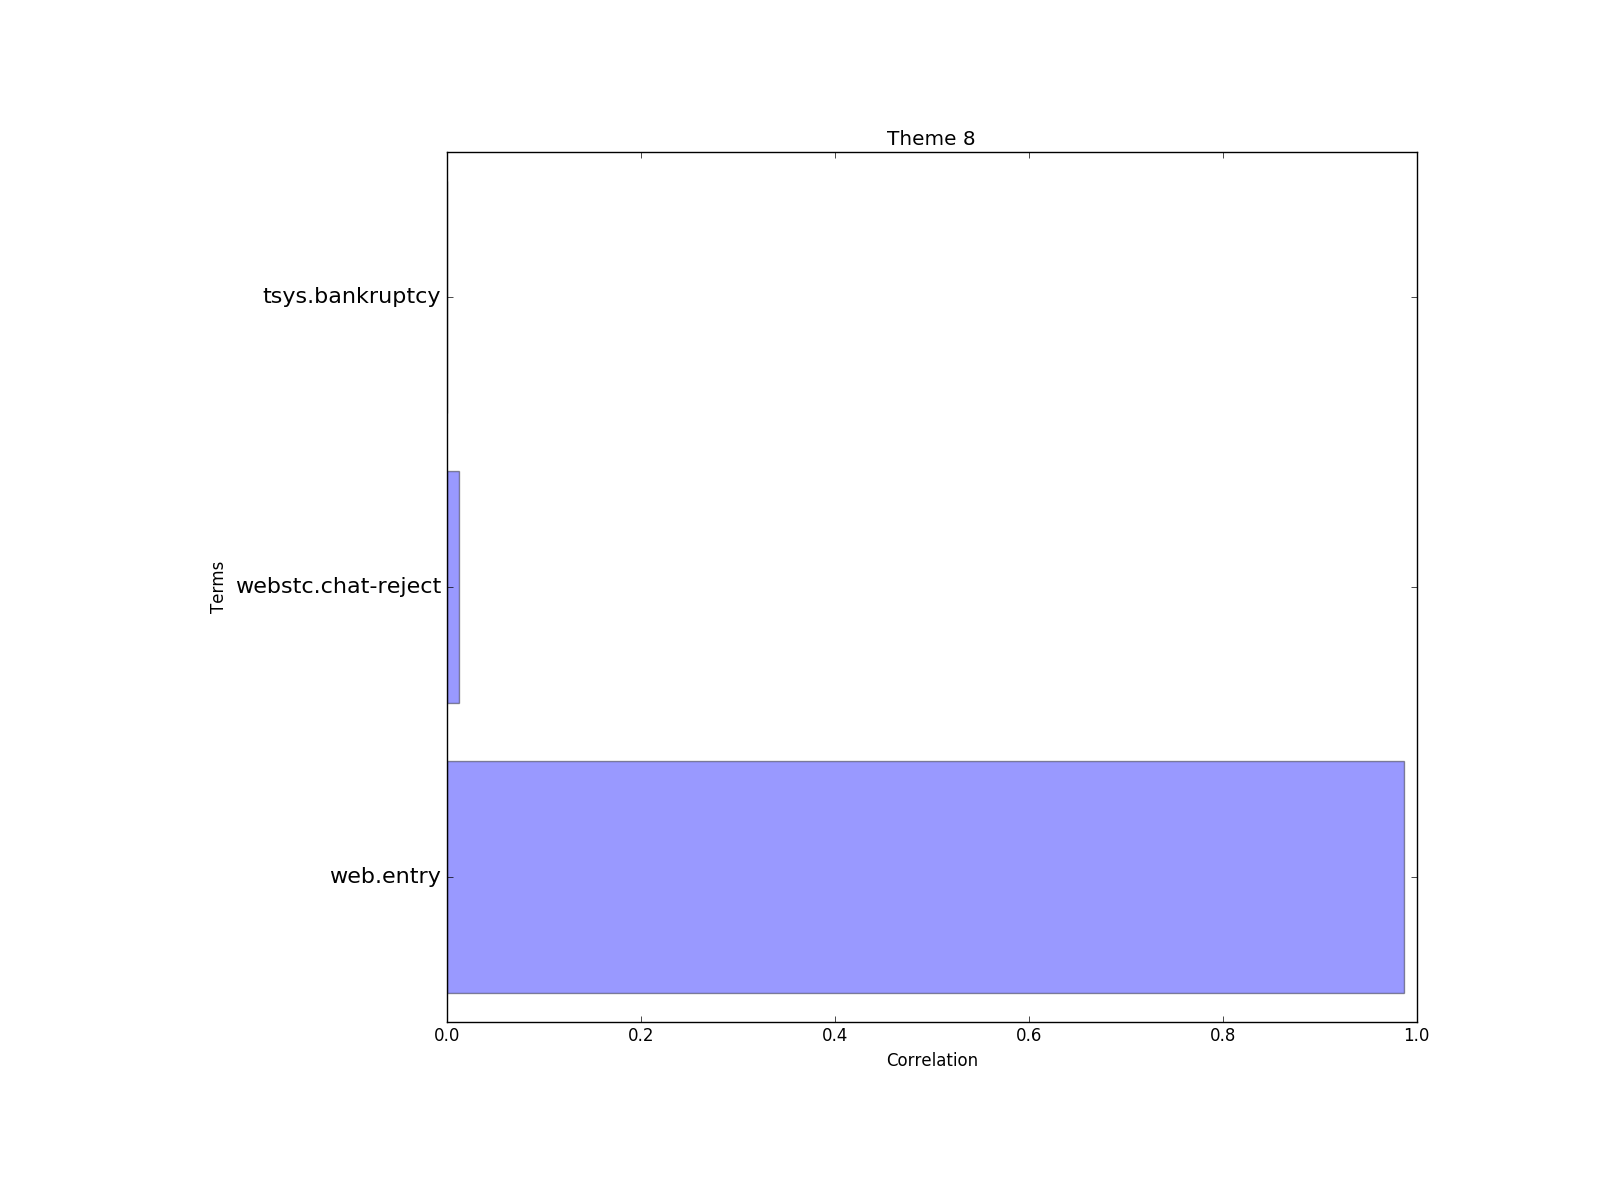 Theme 8
tsys.bankruptcy
webstc.chat-reject
web.entry
Terms
0.0 0.2 0.4 0.6 0.8 1.0
Correlation